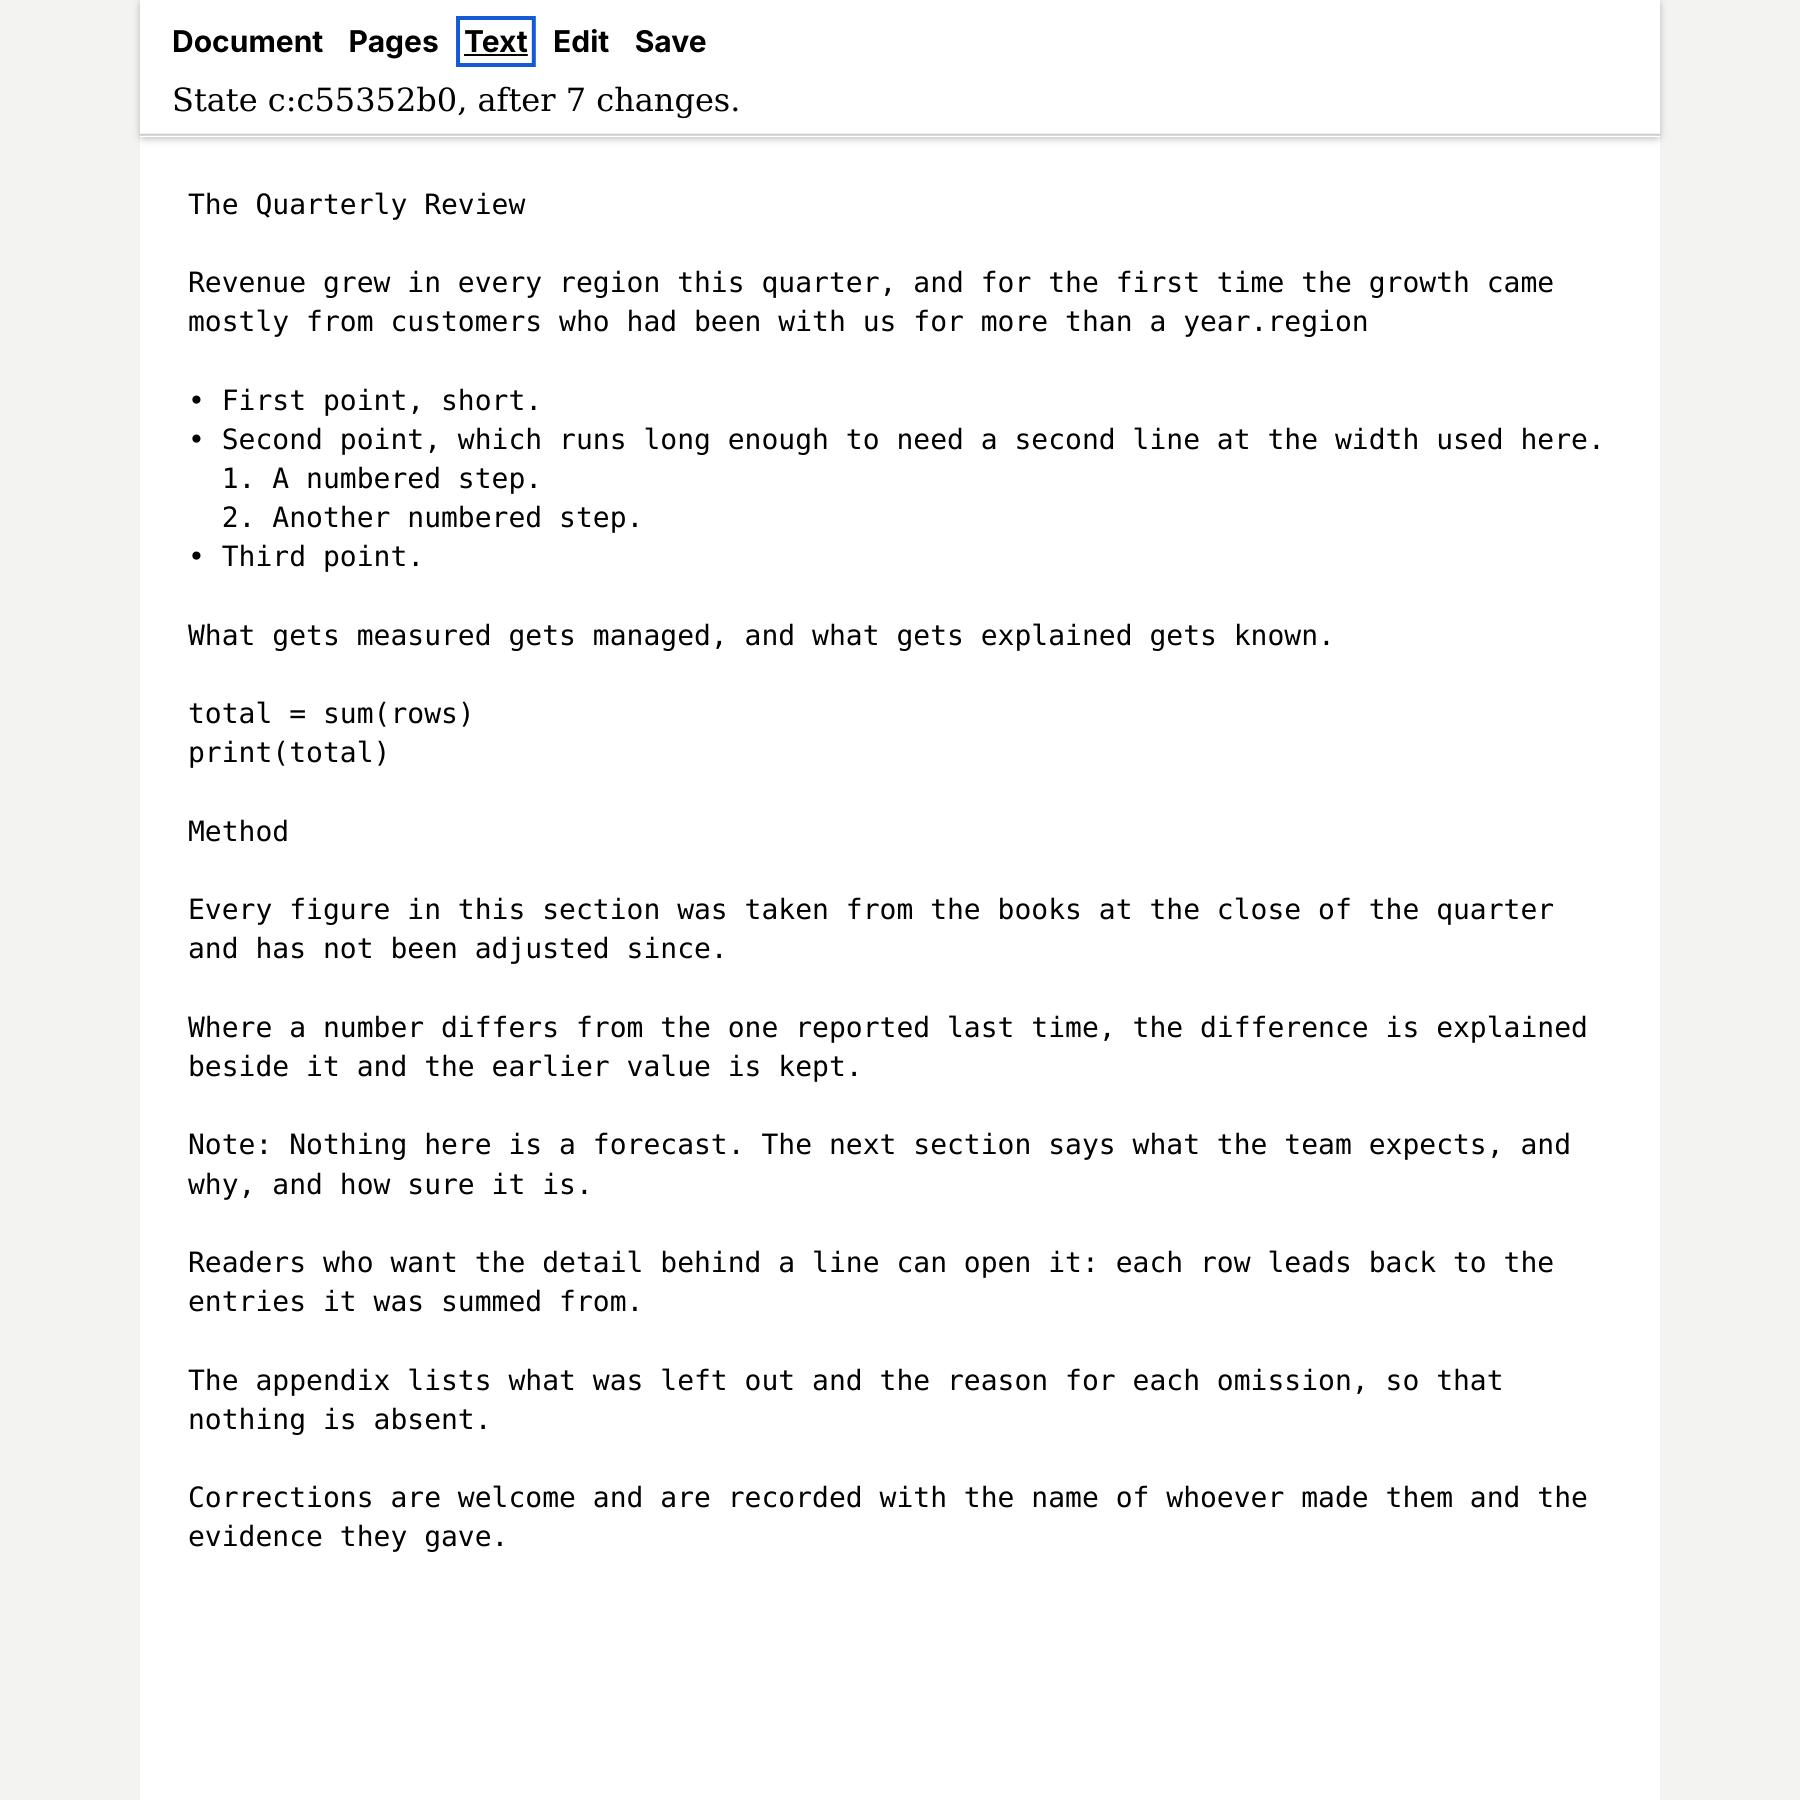 Document Pages Text Edit Save
State c:c55352b0, after 7 changes.
The Quarterly Review
Revenue grew in every region this quarter, and for the first time the growth came
mostly from customers who had been with us for more than a year.region
• First point, short.
• Second point, which runs long enough to need a second line at the width used here.
1. A numbered step.
2. Another numbered step.
• Third point.
What gets measured gets managed, and what gets explained gets known.
total = sum(rows)
print(total)
Method
Every figure in this section was taken from the books at the close of the quarter
and has not been adjusted since.
Where a number differs from the one reported last time, the difference is explained
beside it and the earlier value is kept.
Note: Nothing here is a forecast. The next section says what the team expects, and
why, and how sure it is.
Readers who want the detail behind a line can open it: each row leads back to the
entries it was summed from.
The appendix lists what was left out and the reason for each omission, so that
nothing is absent.
Corrections are welcome and are recorded with the name of whoever made them and the
evidence they gave.